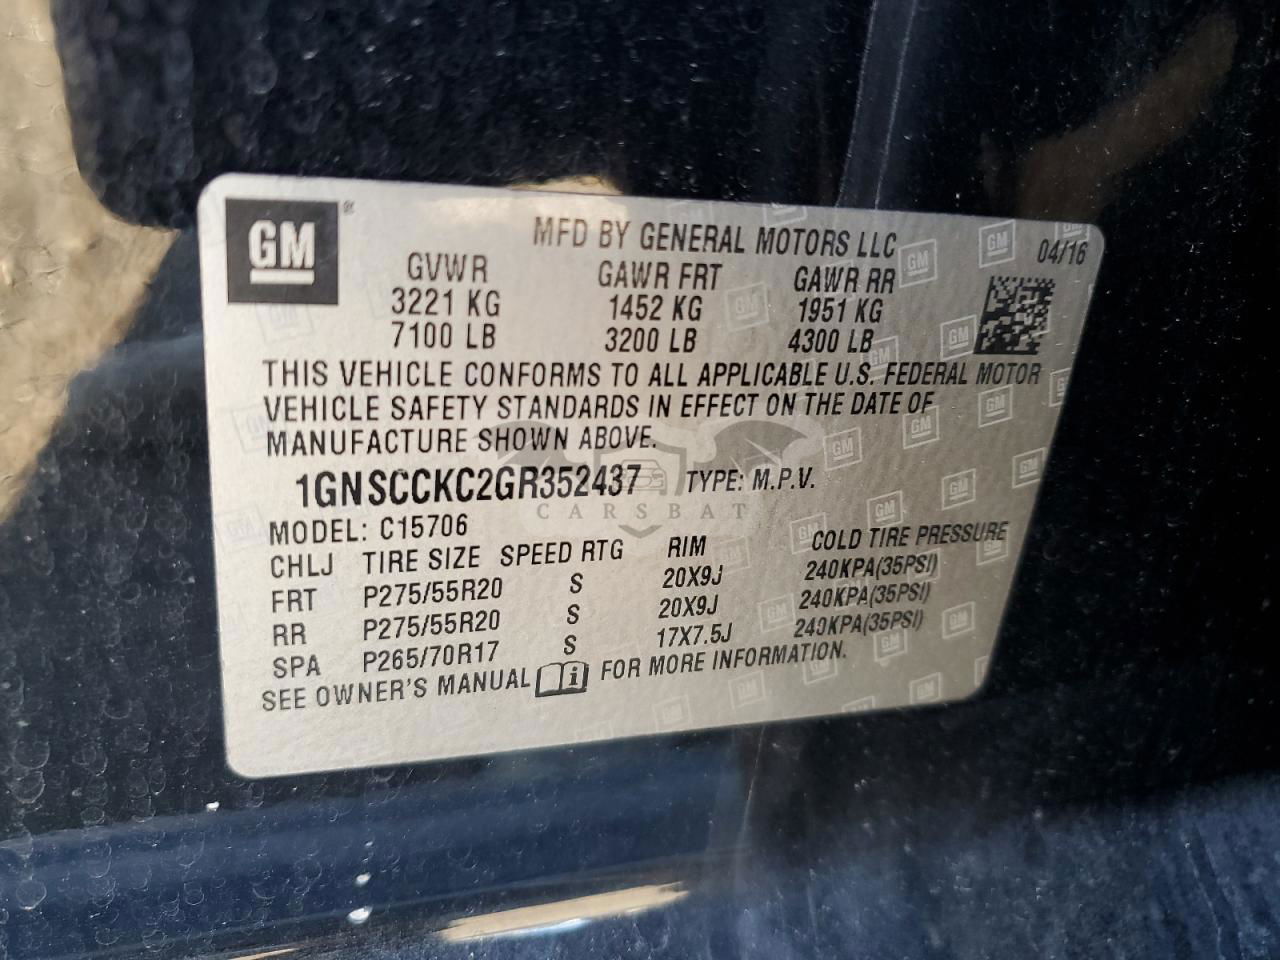 GM ®
MFD BY GENERAL MOTORS LLC 04/16
GVWR GAWR FRT GAWR RR
3221 KG 1452 KG 1951 KG
7100 LB 3200 LB 4300 LB
THIS VEHICLE CONFORMS TO ALL APPLICABLE U.S. FEDERAL MOTOR
VEHICLE SAFETY STANDARDS IN EFFECT ON THE DATE OF
MANUFACTURE SHOWN ABOVE.
1GNSCCKC2GR352437 TYPE: M.P.V.
CARSBAT
MODEL: C15706
CHLJ TIRE SIZE SPEED RTG RIM COLD TIRE PRESSURE
FRT P275/55R20 S 20X9J 240KPA(35PSI)
RR P275/55R20 S 20X9J 240KPA(35PSI)
SPA P265/70R17 S 17X7.5J 240KPA(35PSI)
SEE OWNER'S MANUAL i FOR MORE INFORMATION.